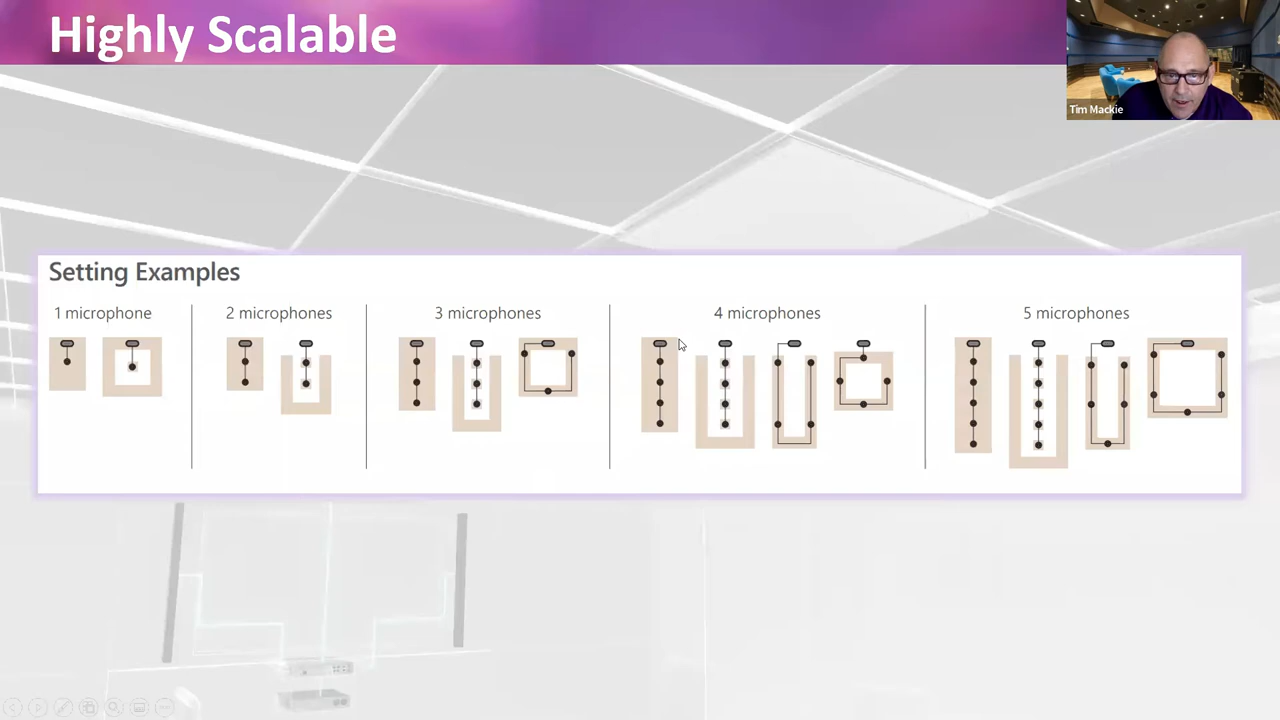 Highly Scalable
Tim Mackie
Setting Examples
1 microphone
2 microphones
3 microphones
4 microphones
5 microphones